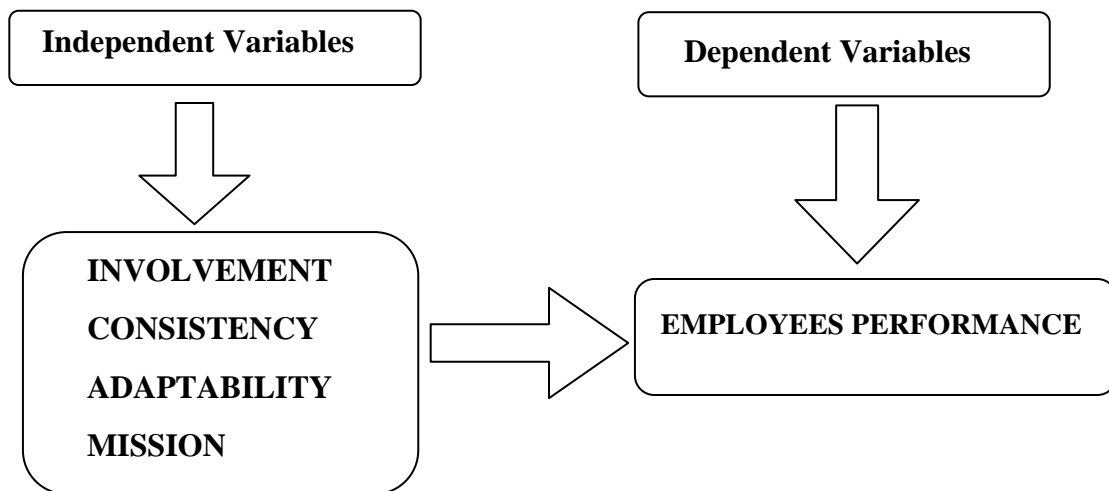 Independent Variables
Dependent Variables
INVOLVEMENT
CONSISTENCY
ADAPTABILITY
MISSION
EMPLOYEES PERFORMANCE